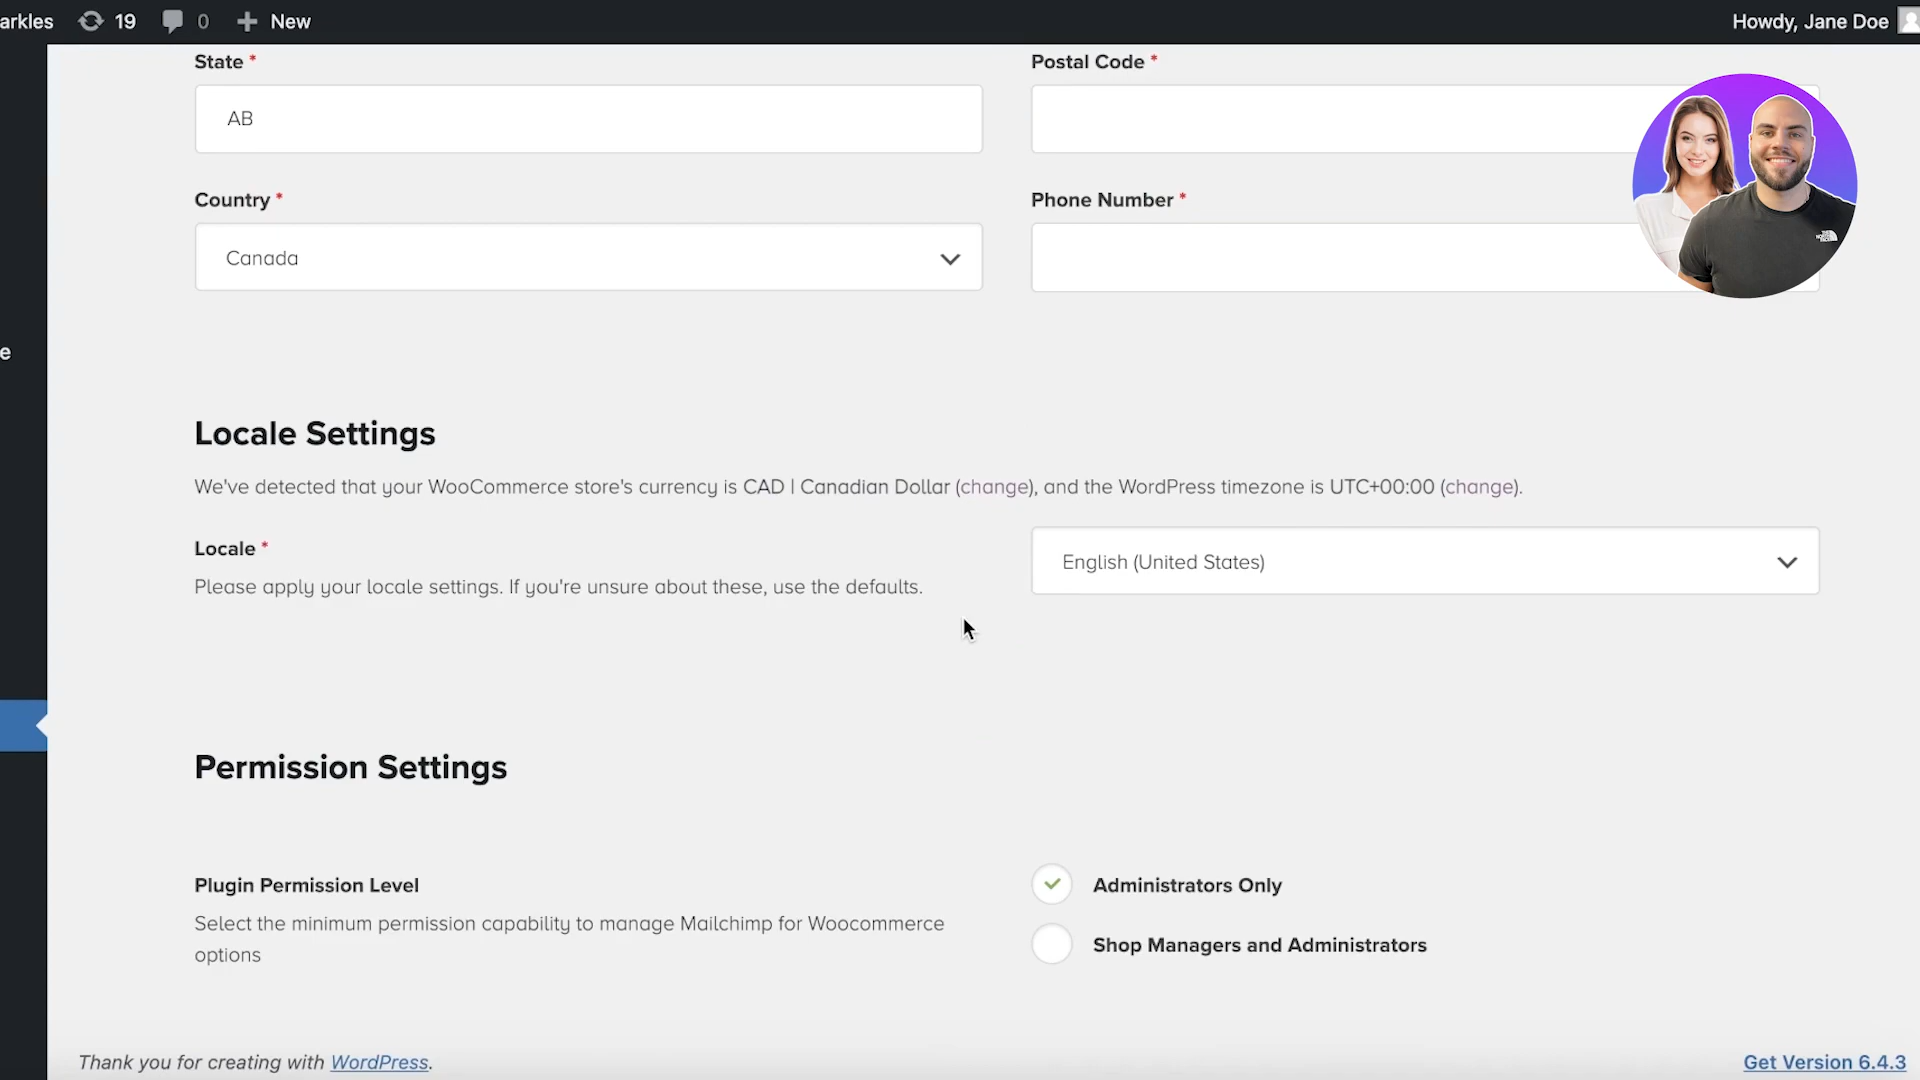 arkles 19 0 New Howdy, Jane Doe
State * Postal Code *
AB
Country * Phone Number *
Canada
e
Locale Settings
We've detected that your WooCommerce store's currency is CAD | Canadian Dollar (change), and the WordPress timezone is UTC+00:00 (change).
Locale *
English (United States)
Please apply your locale settings. If you're unsure about these, use the defaults.
Permission Settings
Plugin Permission Level
Administrators Only
Select the minimum permission capability to manage Mailchimp for Woocommerce
options
Shop Managers and Administrators
Thank you for creating with WordPress. Get Version 6.4.3